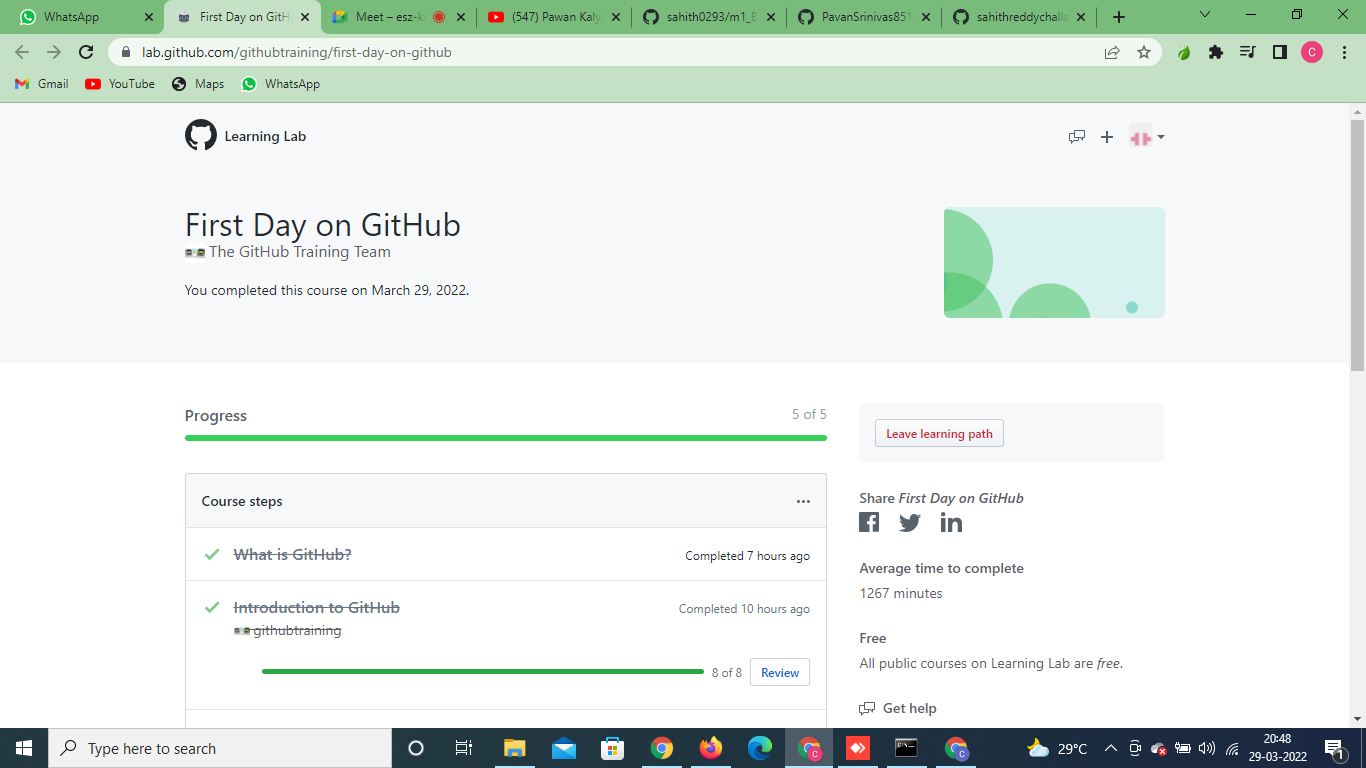 WhatsApp
First Day on GitH
Meet – esz-k
(547) Pawan Kaly
sahith0293/m1_B
PavanSrinivas851
sahithreddychalla
lab.github.com/githubtraining/first-day-on-github
C
Gmail
YouTube
Maps
WhatsApp
Learning Lab
First Day on GitHub
The GitHub Training Team
You completed this course on March 29, 2022.
Progress
5 of 5
Leave learning path
Course steps
What is GitHub?
Completed 7 hours ago
Introduction to GitHub
Completed 10 hours ago
githubtraining
8 of 8
Review
Share First Day on GitHub
Average time to complete
1267 minutes
Free
All public courses on Learning Lab are free.
Get help
Type here to search
29°C
20:48
29-03-2022
1